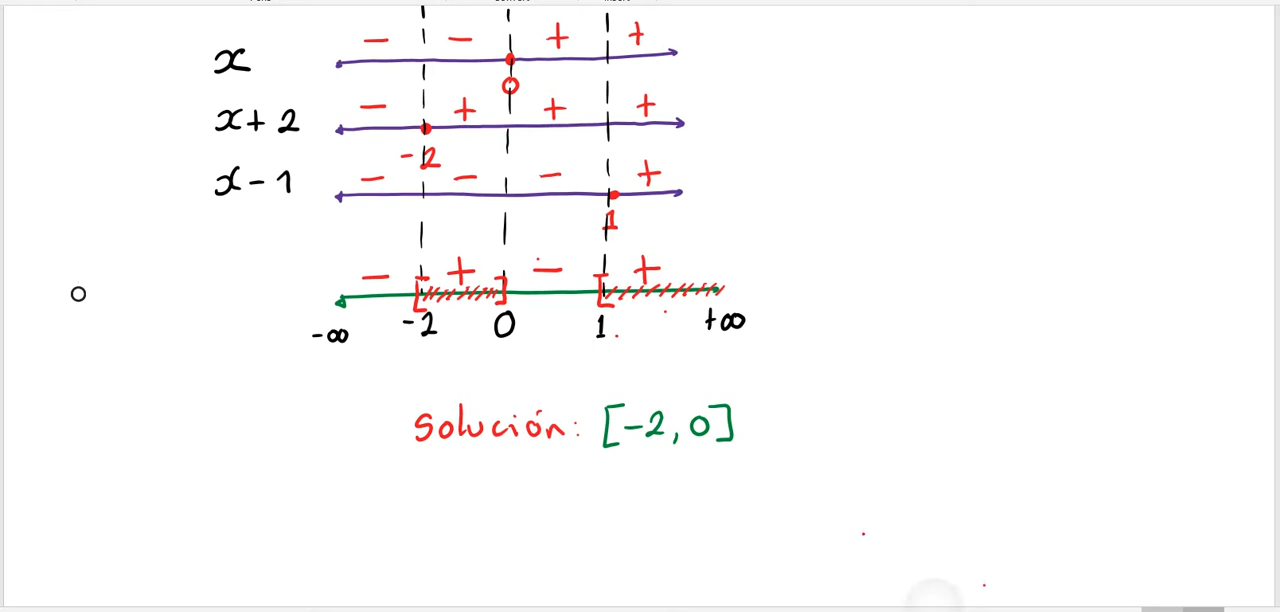 − − + +
x
0
− + + +
x + 2
-2
− − − +
x - 1
1
− + − +
[ ] [
-∞ -2 0 1 +∞
Solución: [-2, 0]